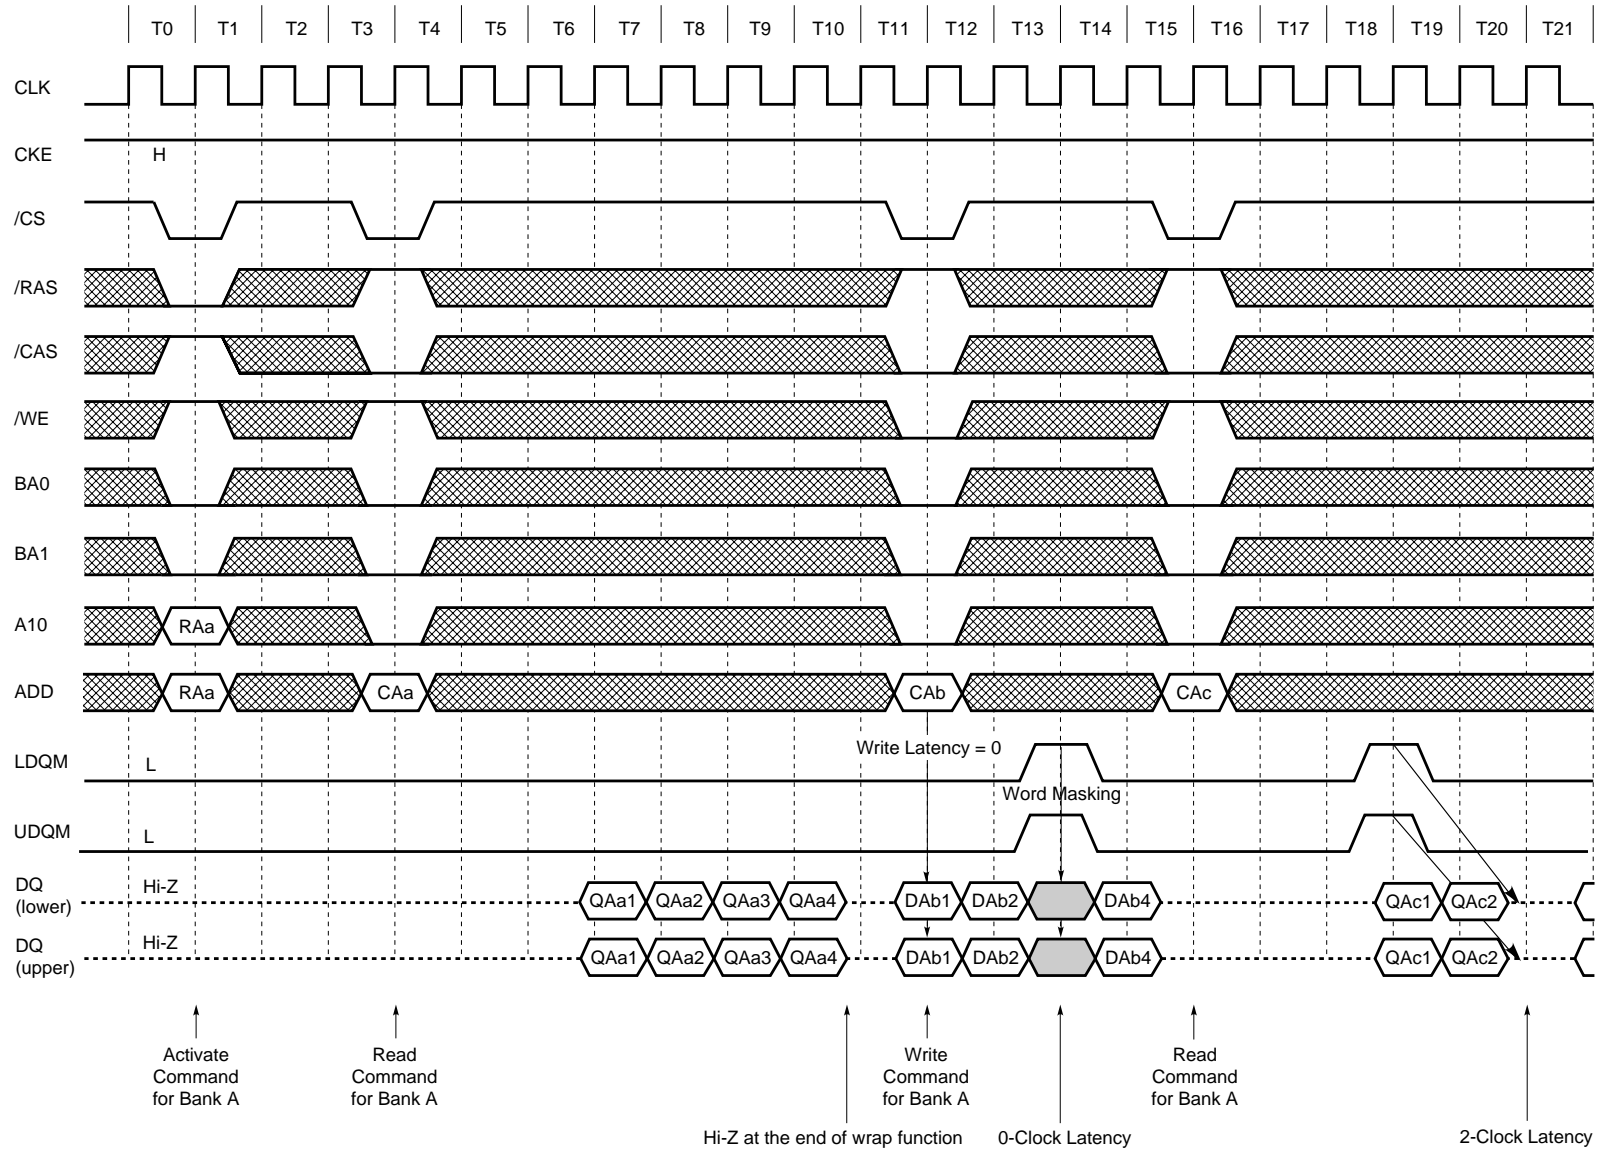 T0 T1 T2 T3 T4 T5 T6 T7 T8 T9 T10 T11 T12 T13 T14 T15 T16 T17 T18 T19 T20 T21
CLK
CKE H
/CS
/RAS
/CAS
/WE
BA0
BA1
A10 RAa
ADD RAa CAa CAb CAc
Write Latency = 0
LDQM L
Word Masking
UDQM L
DQ (lower) Hi-Z QAa1 QAa2 QAa3 QAa4 DAb1 DAb2 DAb4 QAc1 QAc2
DQ (upper) Hi-Z QAa1 QAa2 QAa3 QAa4 DAb1 DAb2 DAb4 QAc1 QAc2
Activate
Command
for Bank A
Read
Command
for Bank A
Write
Command
for Bank A
Read
Command
for Bank A
Hi-Z at the end of wrap function
0-Clock Latency
2-Clock Latency